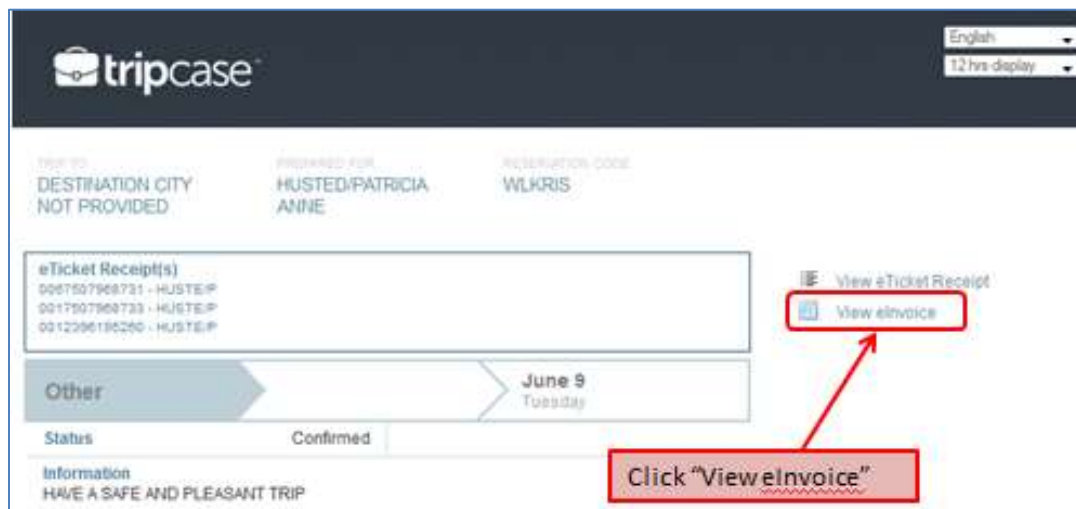 English
12 hrs display
tripcase
TRIP TO
DESTINATION CITY
NOT PROVIDED
PREPARED FOR
HUSTED/PATRICIA
ANNE
RESERVATION CODE
WLKRIS
eTicket Receipt(s)
0067507968731 - HUSTE/P
0017507968733 - HUSTE/P
- HUSTE/P
View eTicket Receipt
View eInvoice
Other
June 9
Tuesday
Status
Confirmed
Information
HAVE A SAFE AND PLEASANT TRIP
Click "View eInvoice"